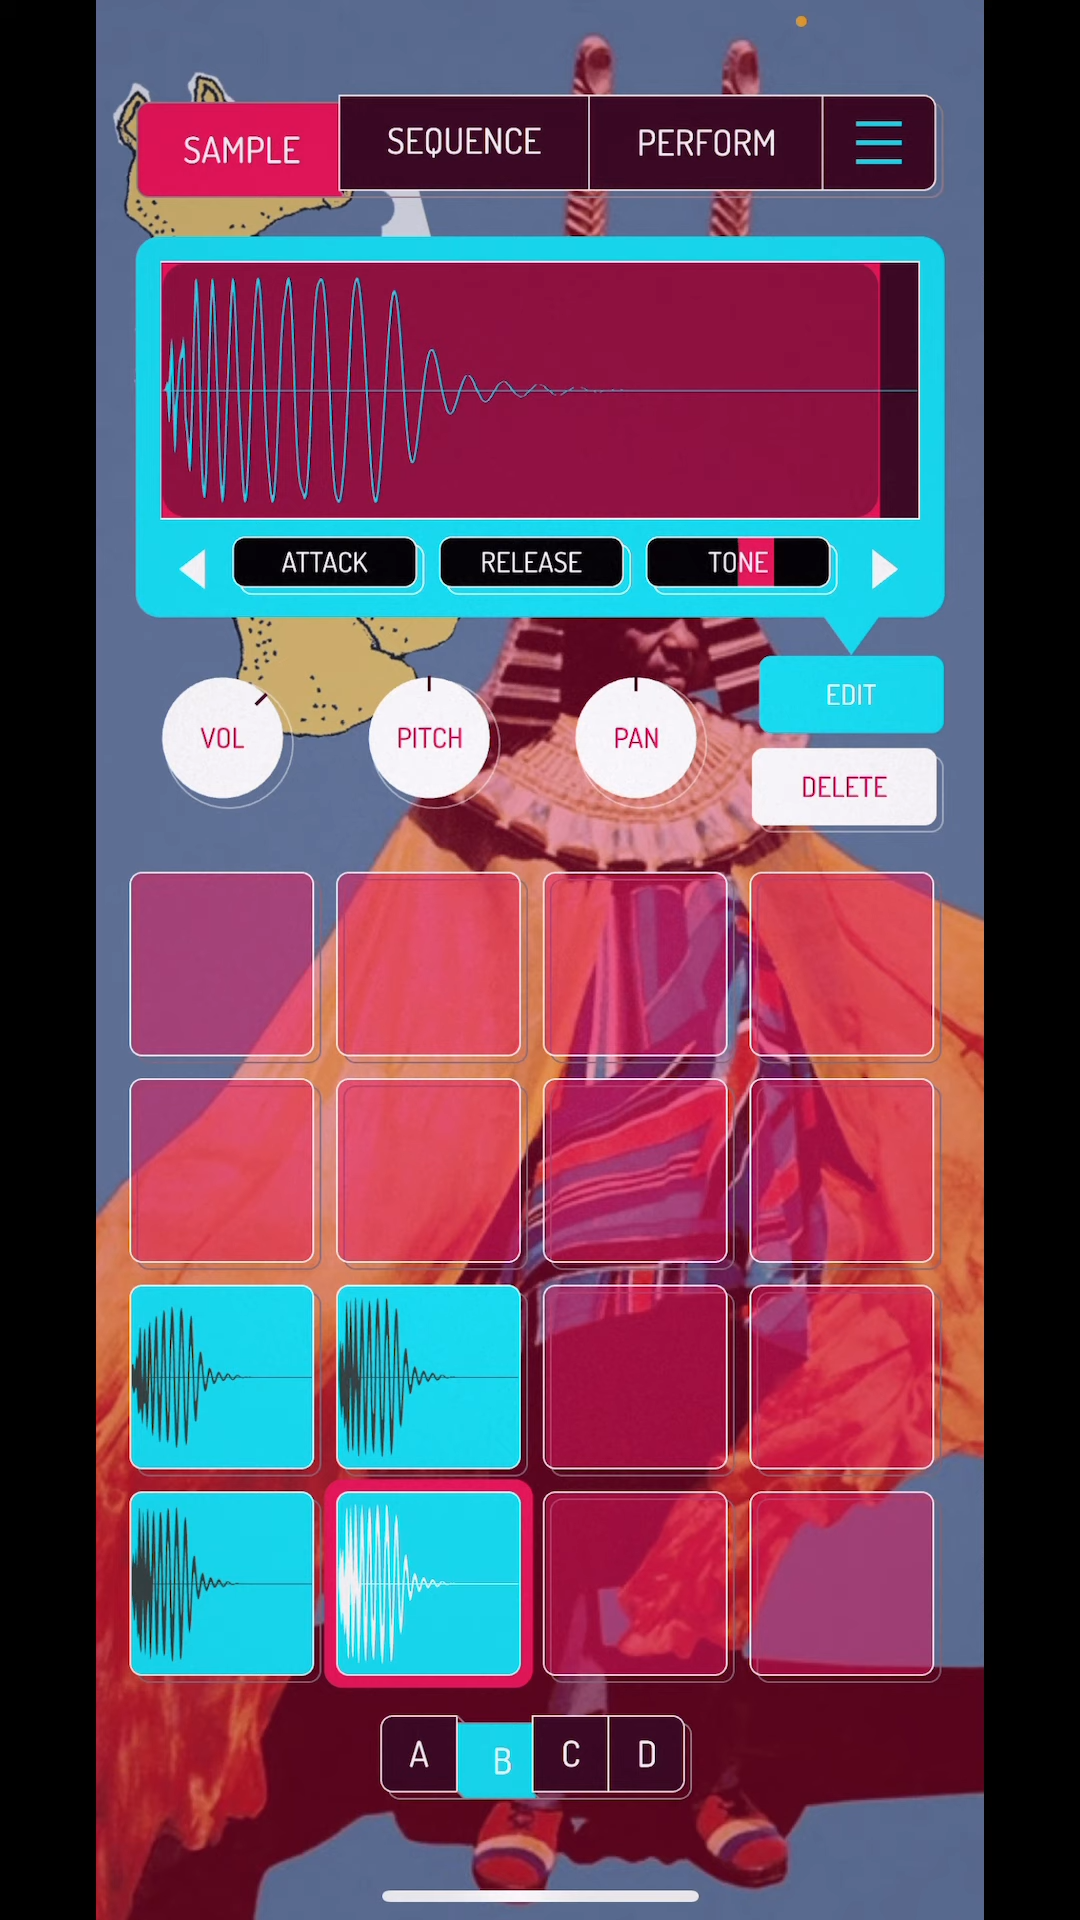 SAMPLE SEQUENCE PERFORM
ATTACK RELEASE TONE
VOL PITCH PAN EDIT
DELETE
A B C D